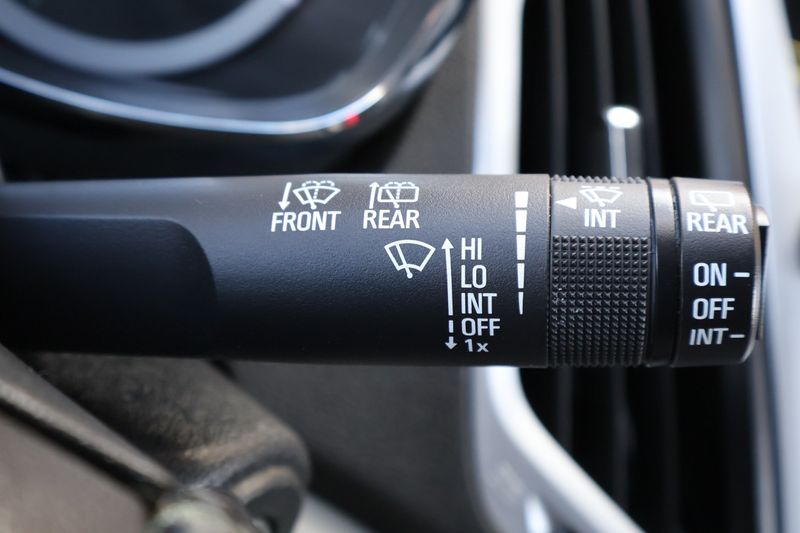 FRONT
REAR
HI
LO
INT
OFF
1x
INT
REAR
ON
OFF
INT